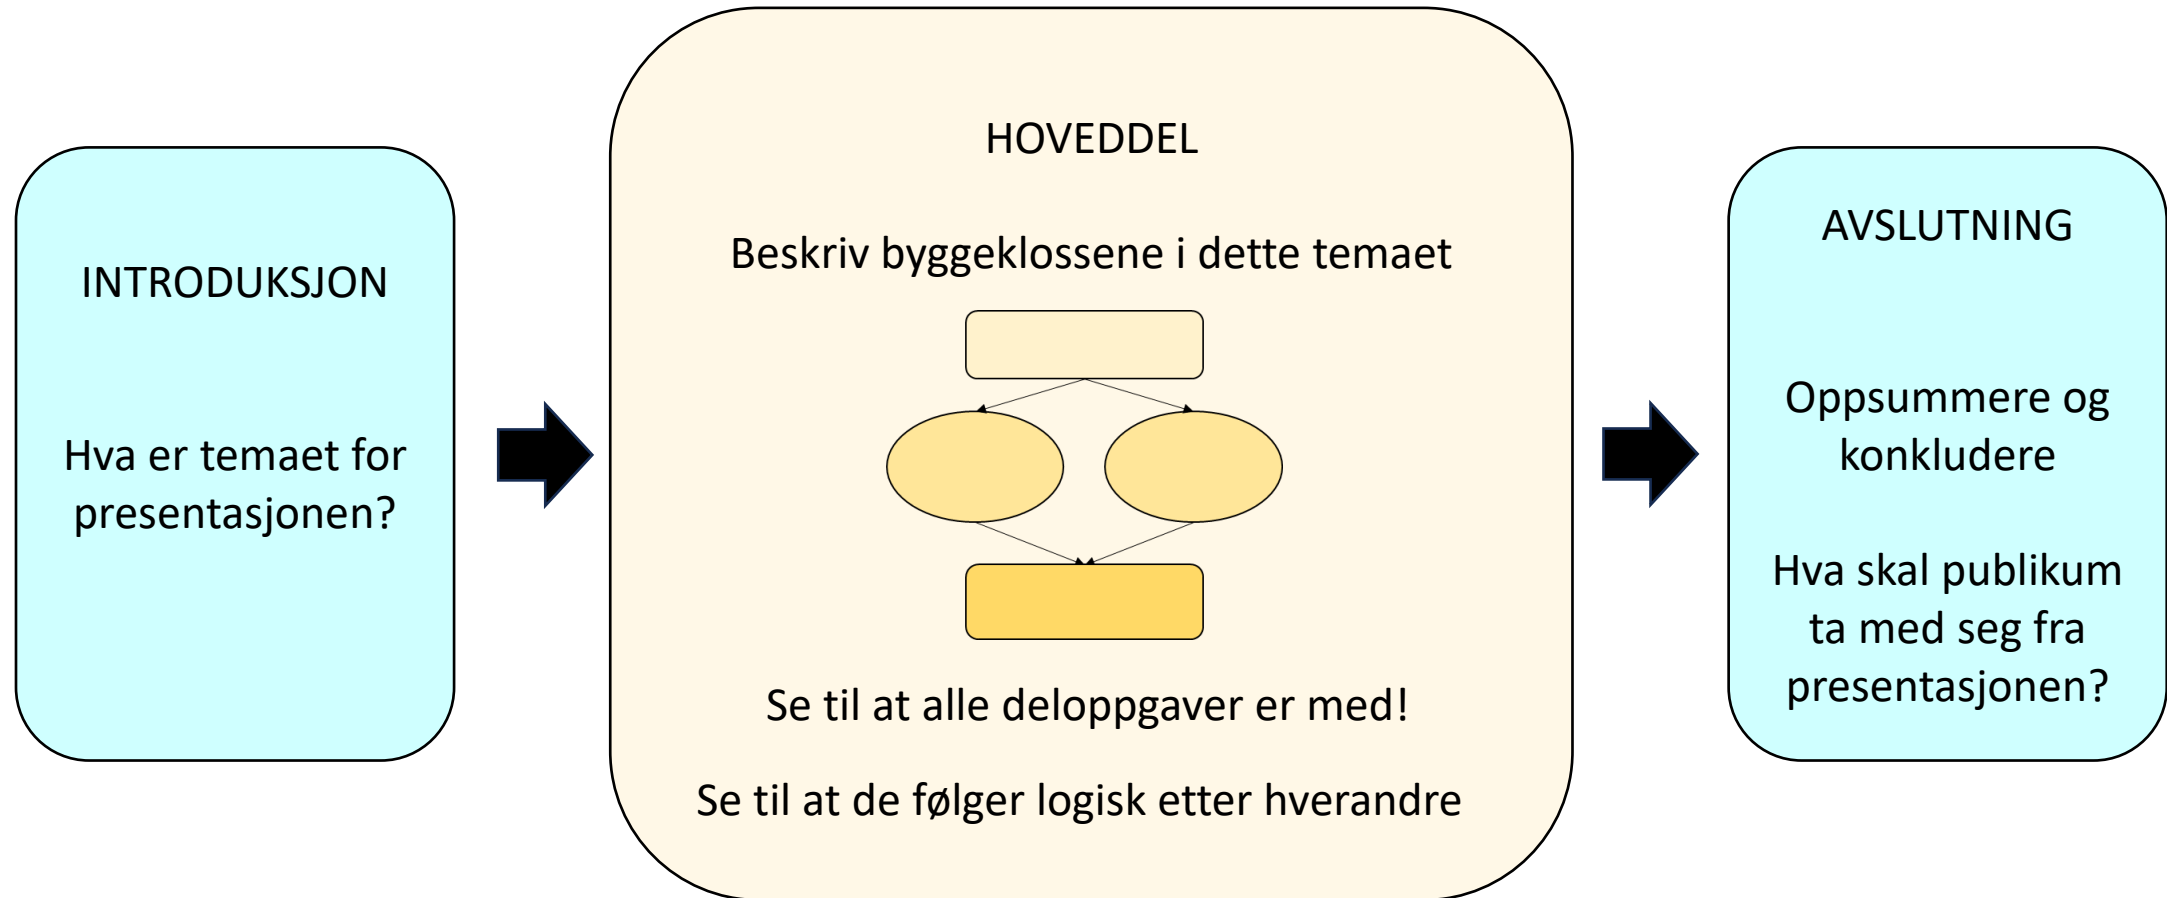 INTRODUKSJON
Hva er temaet for
presentasjonen?
HOVEDDEL
Beskriv byggeklossene i dette temaet
Se til at alle deloppgaver er med!
Se til at de følger logisk etter hverandre
AVSLUTNING
Oppsummere og
konkludere
Hva skal publikum
ta med seg fra
presentasjonen?